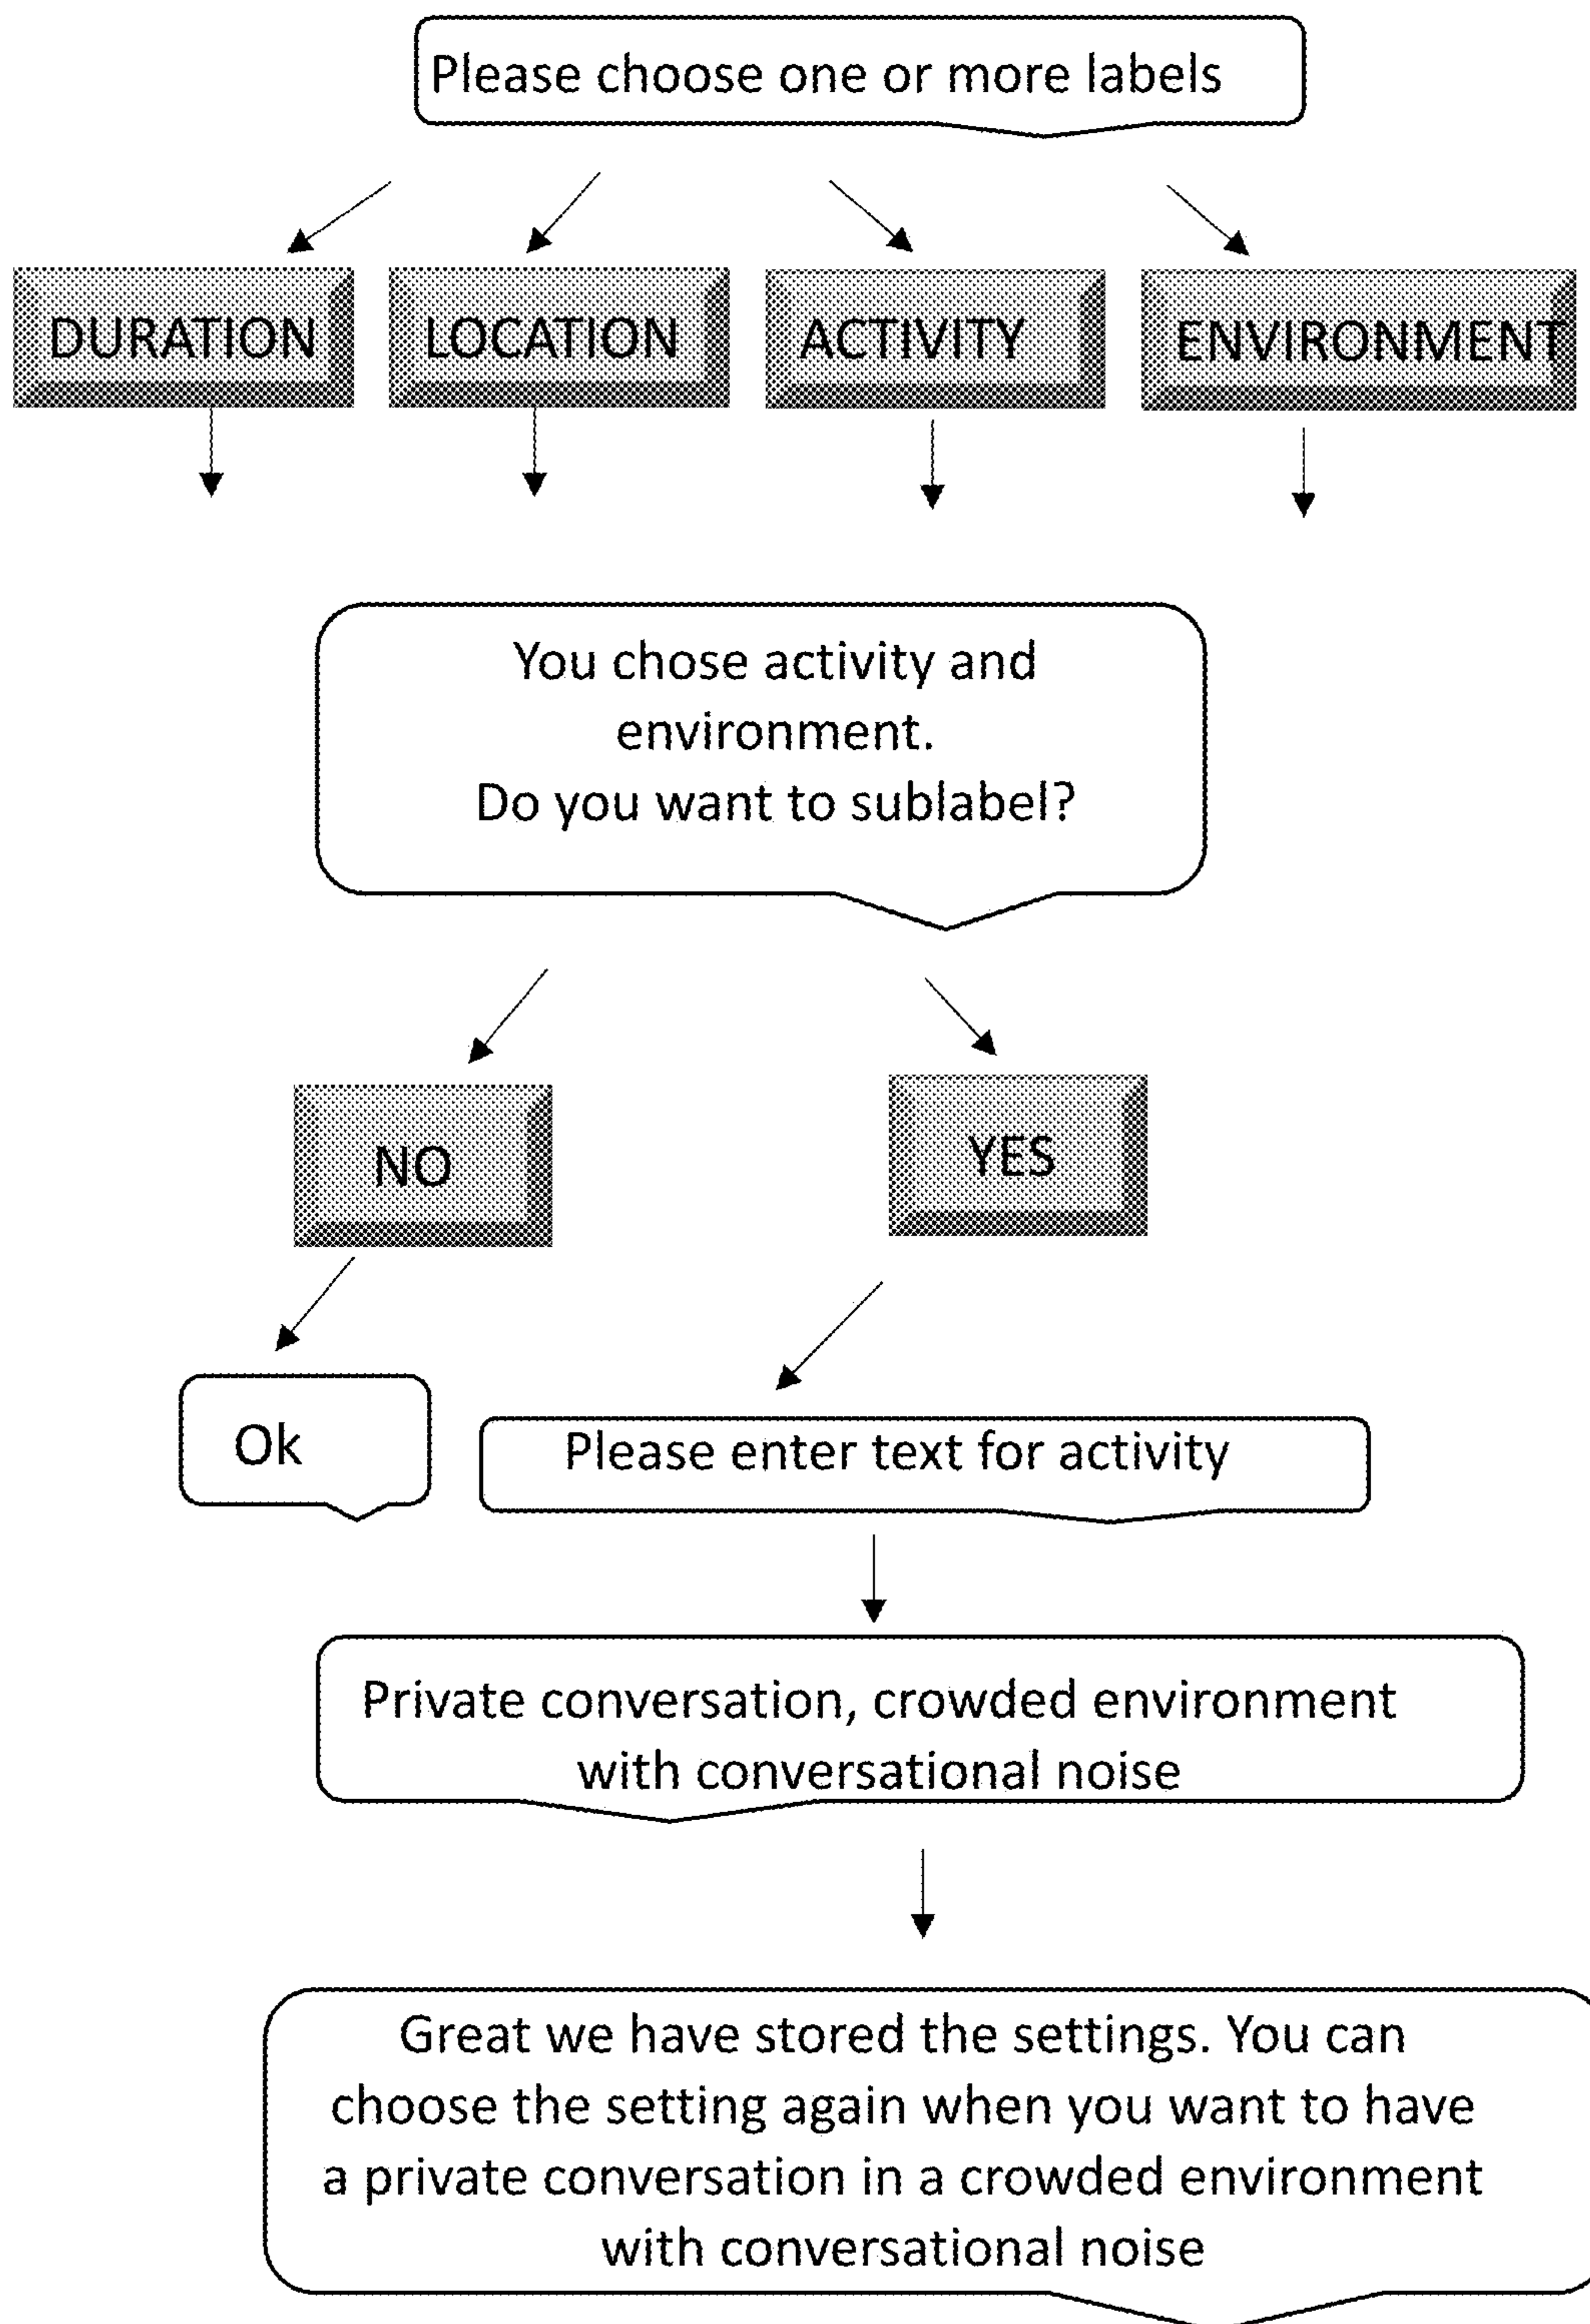 Please choose one or more labels
DURATION
LOCATION
ACTIVITY
ENVIRONMENT
You chose activity and
environment.
Do you want to sublabel?
NO
YES
Ok
Please enter text for activity
Private conversation, crowded environment
with conversational noise
Great we have stored the settings. You can
choose the setting again when you want to have
a private conversation in a crowded environment
with conversational noise